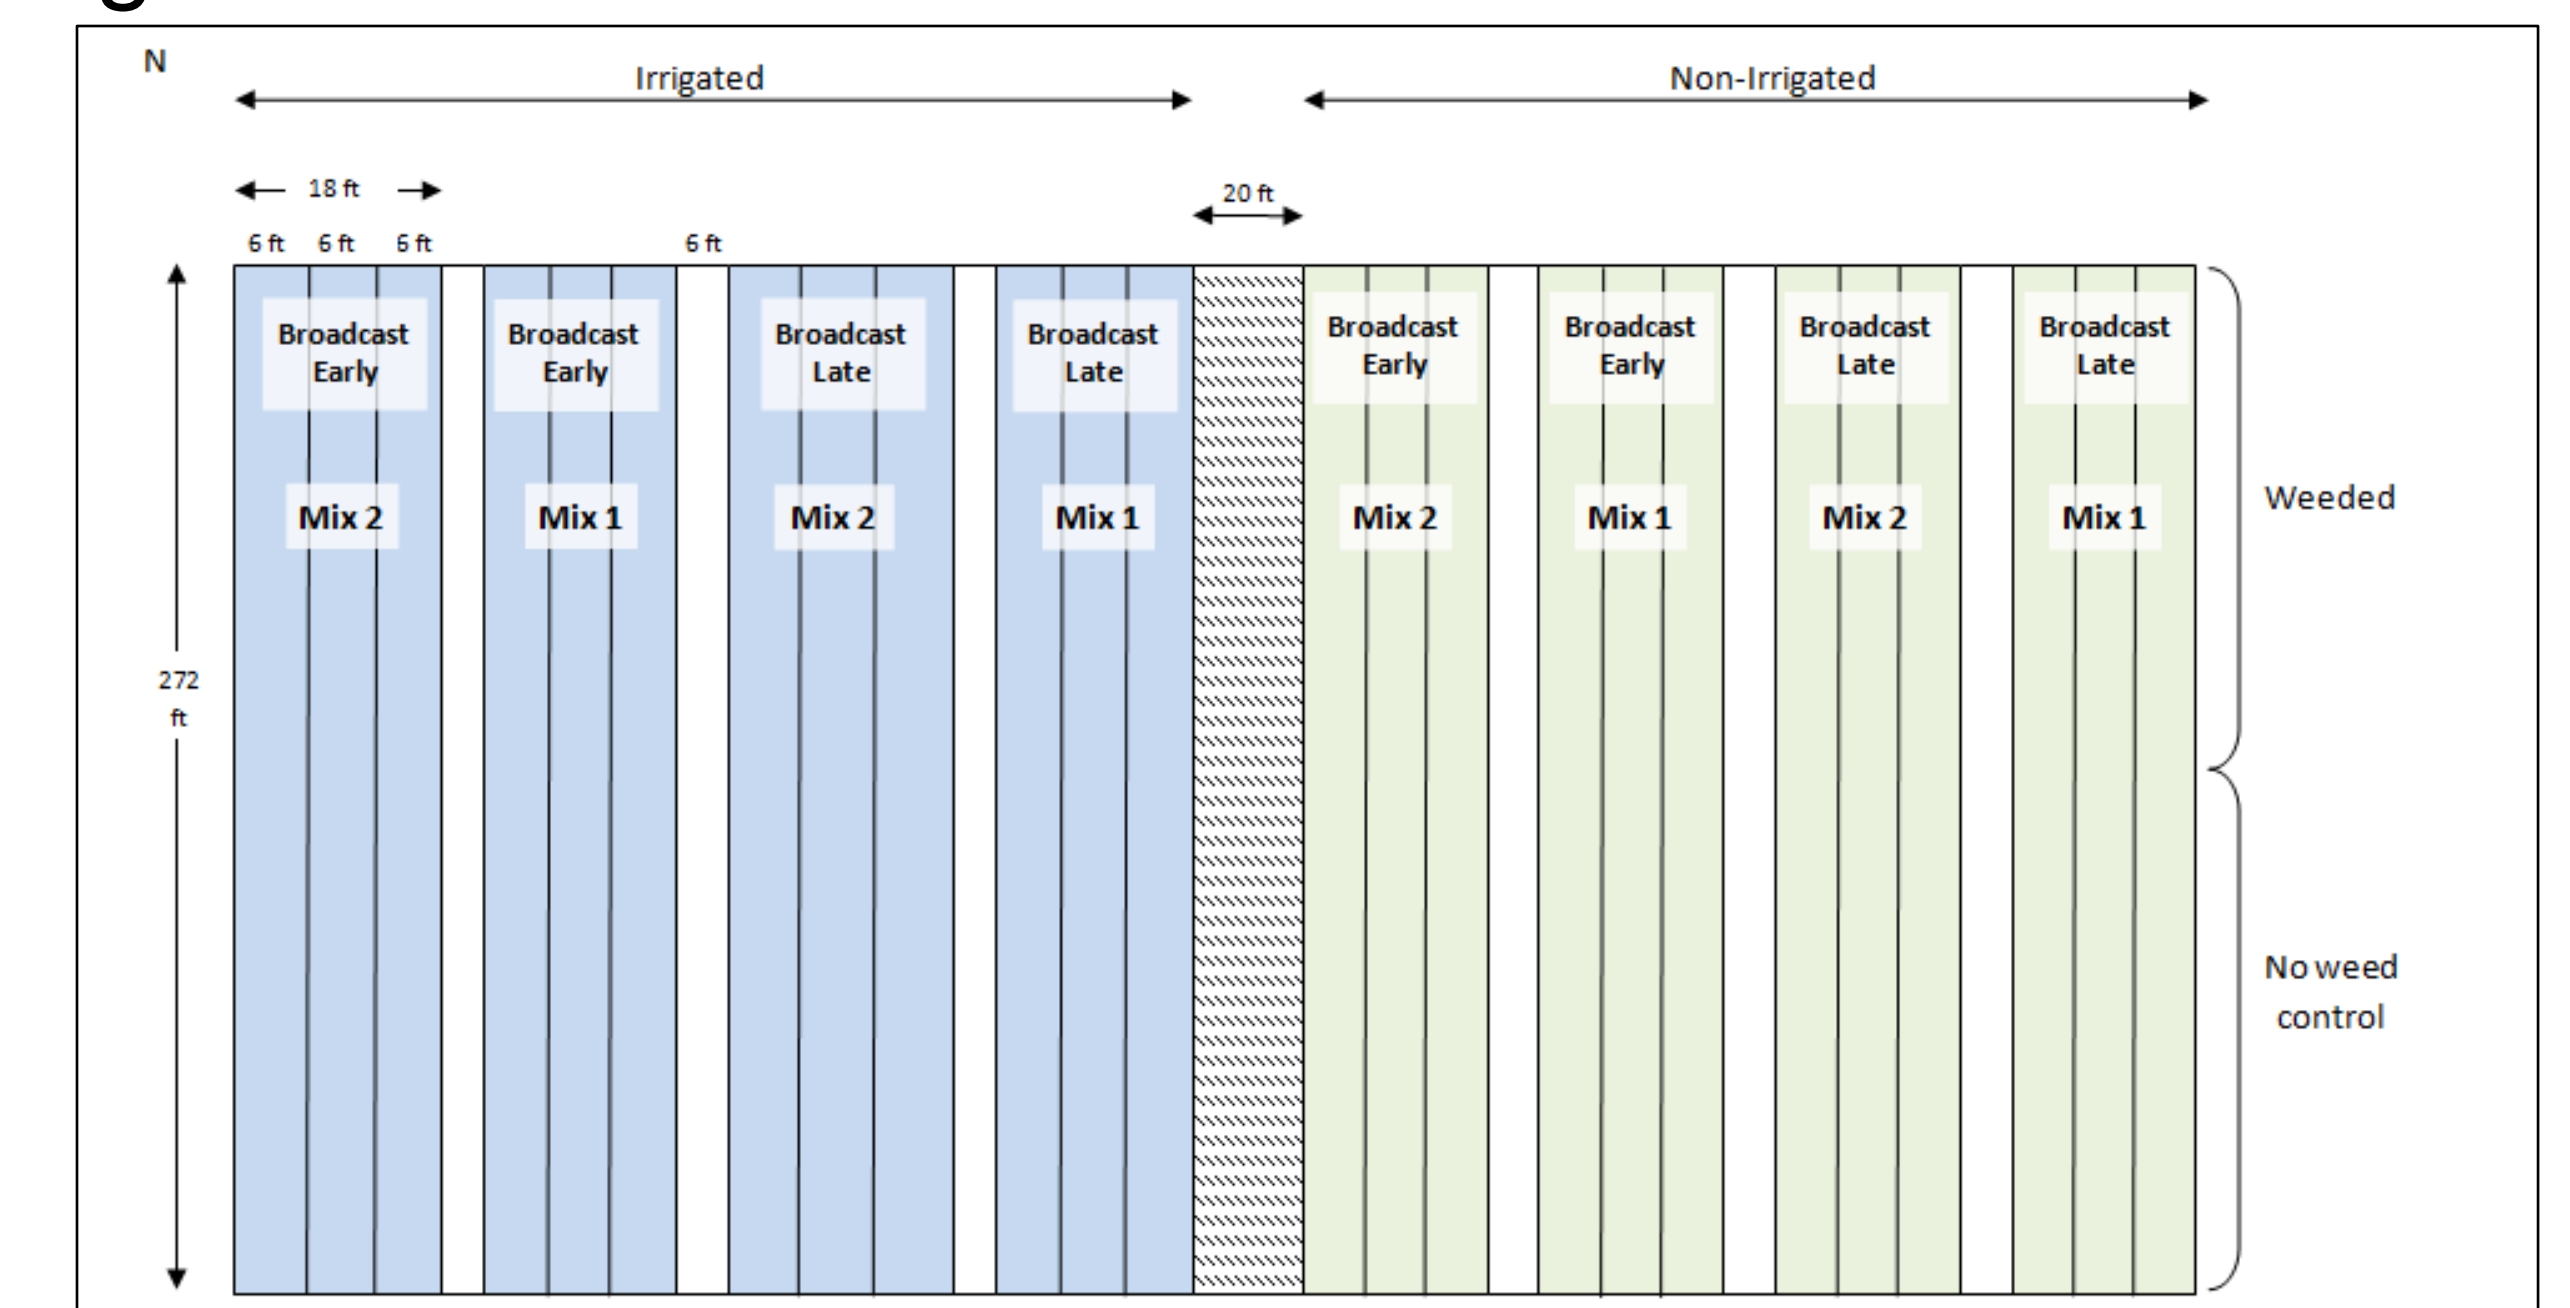 N
Irrigated
Non-Irrigated
18 ft
20 ft
6 ft 6 ft 6 ft
6 ft
Broadcast
Early
Broadcast
Early
Broadcast
Late
Broadcast
Late
Broadcast
Early
Broadcast
Early
Broadcast
Late
Broadcast
Late
Mix 2
Mix 1
Mix 2
Mix 1
Mix 2
Mix 1
Mix 2
Mix 1
Weeded
272
ft
No weed
control